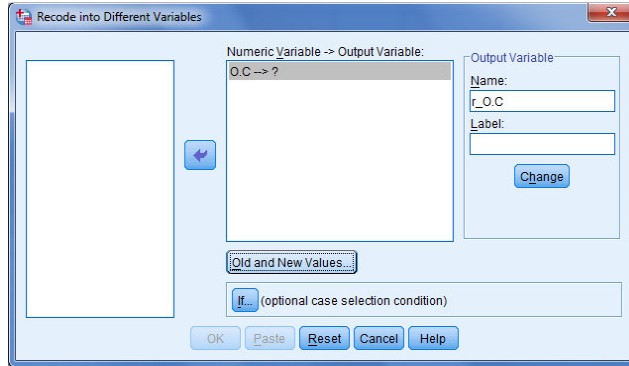 Recode into Different Variables
Numeric Variable -> Output Variable:
O.C --> ?
Output Variable
Name:
r_O.C
Label:
Change
Old and New Values...
If... (optional case selection condition)
OK Paste Reset Cancel Help